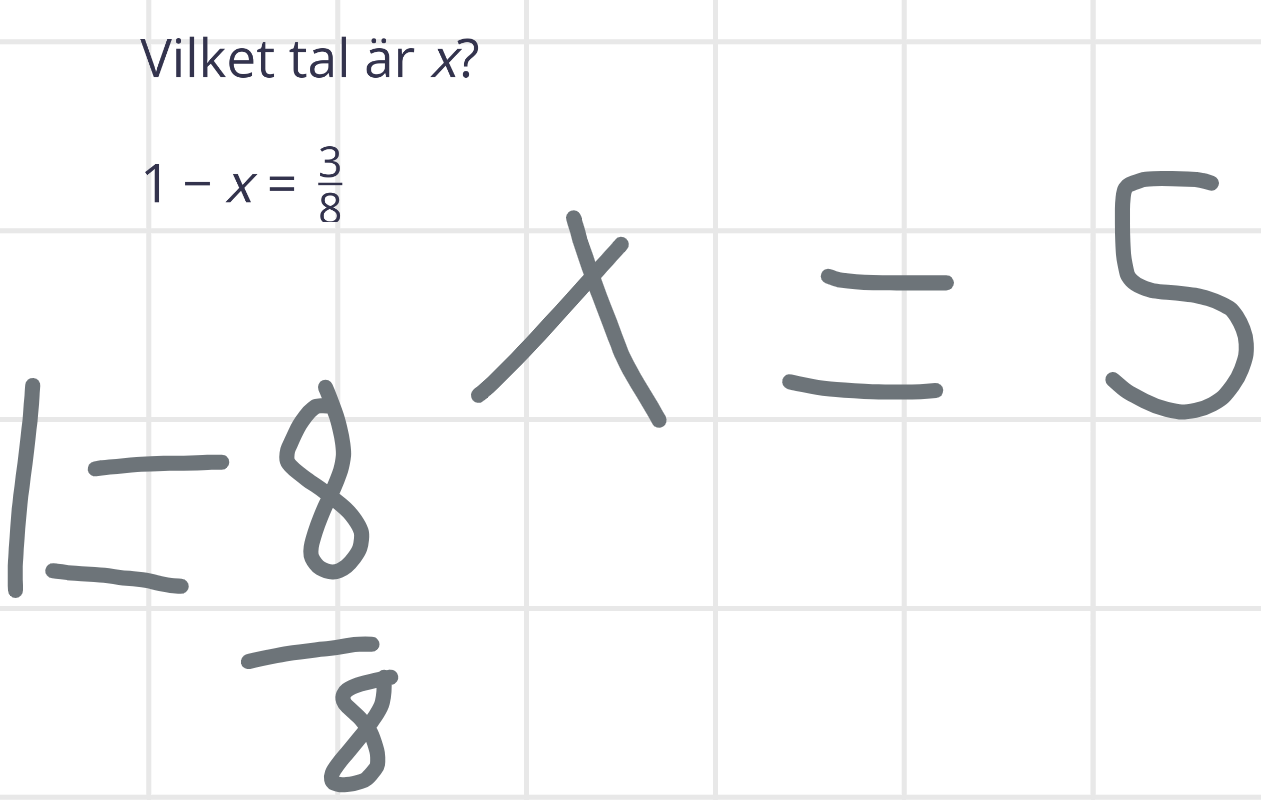 Vilket tal är x?
1 − x = 3/8
x = 5
1 = 8/8